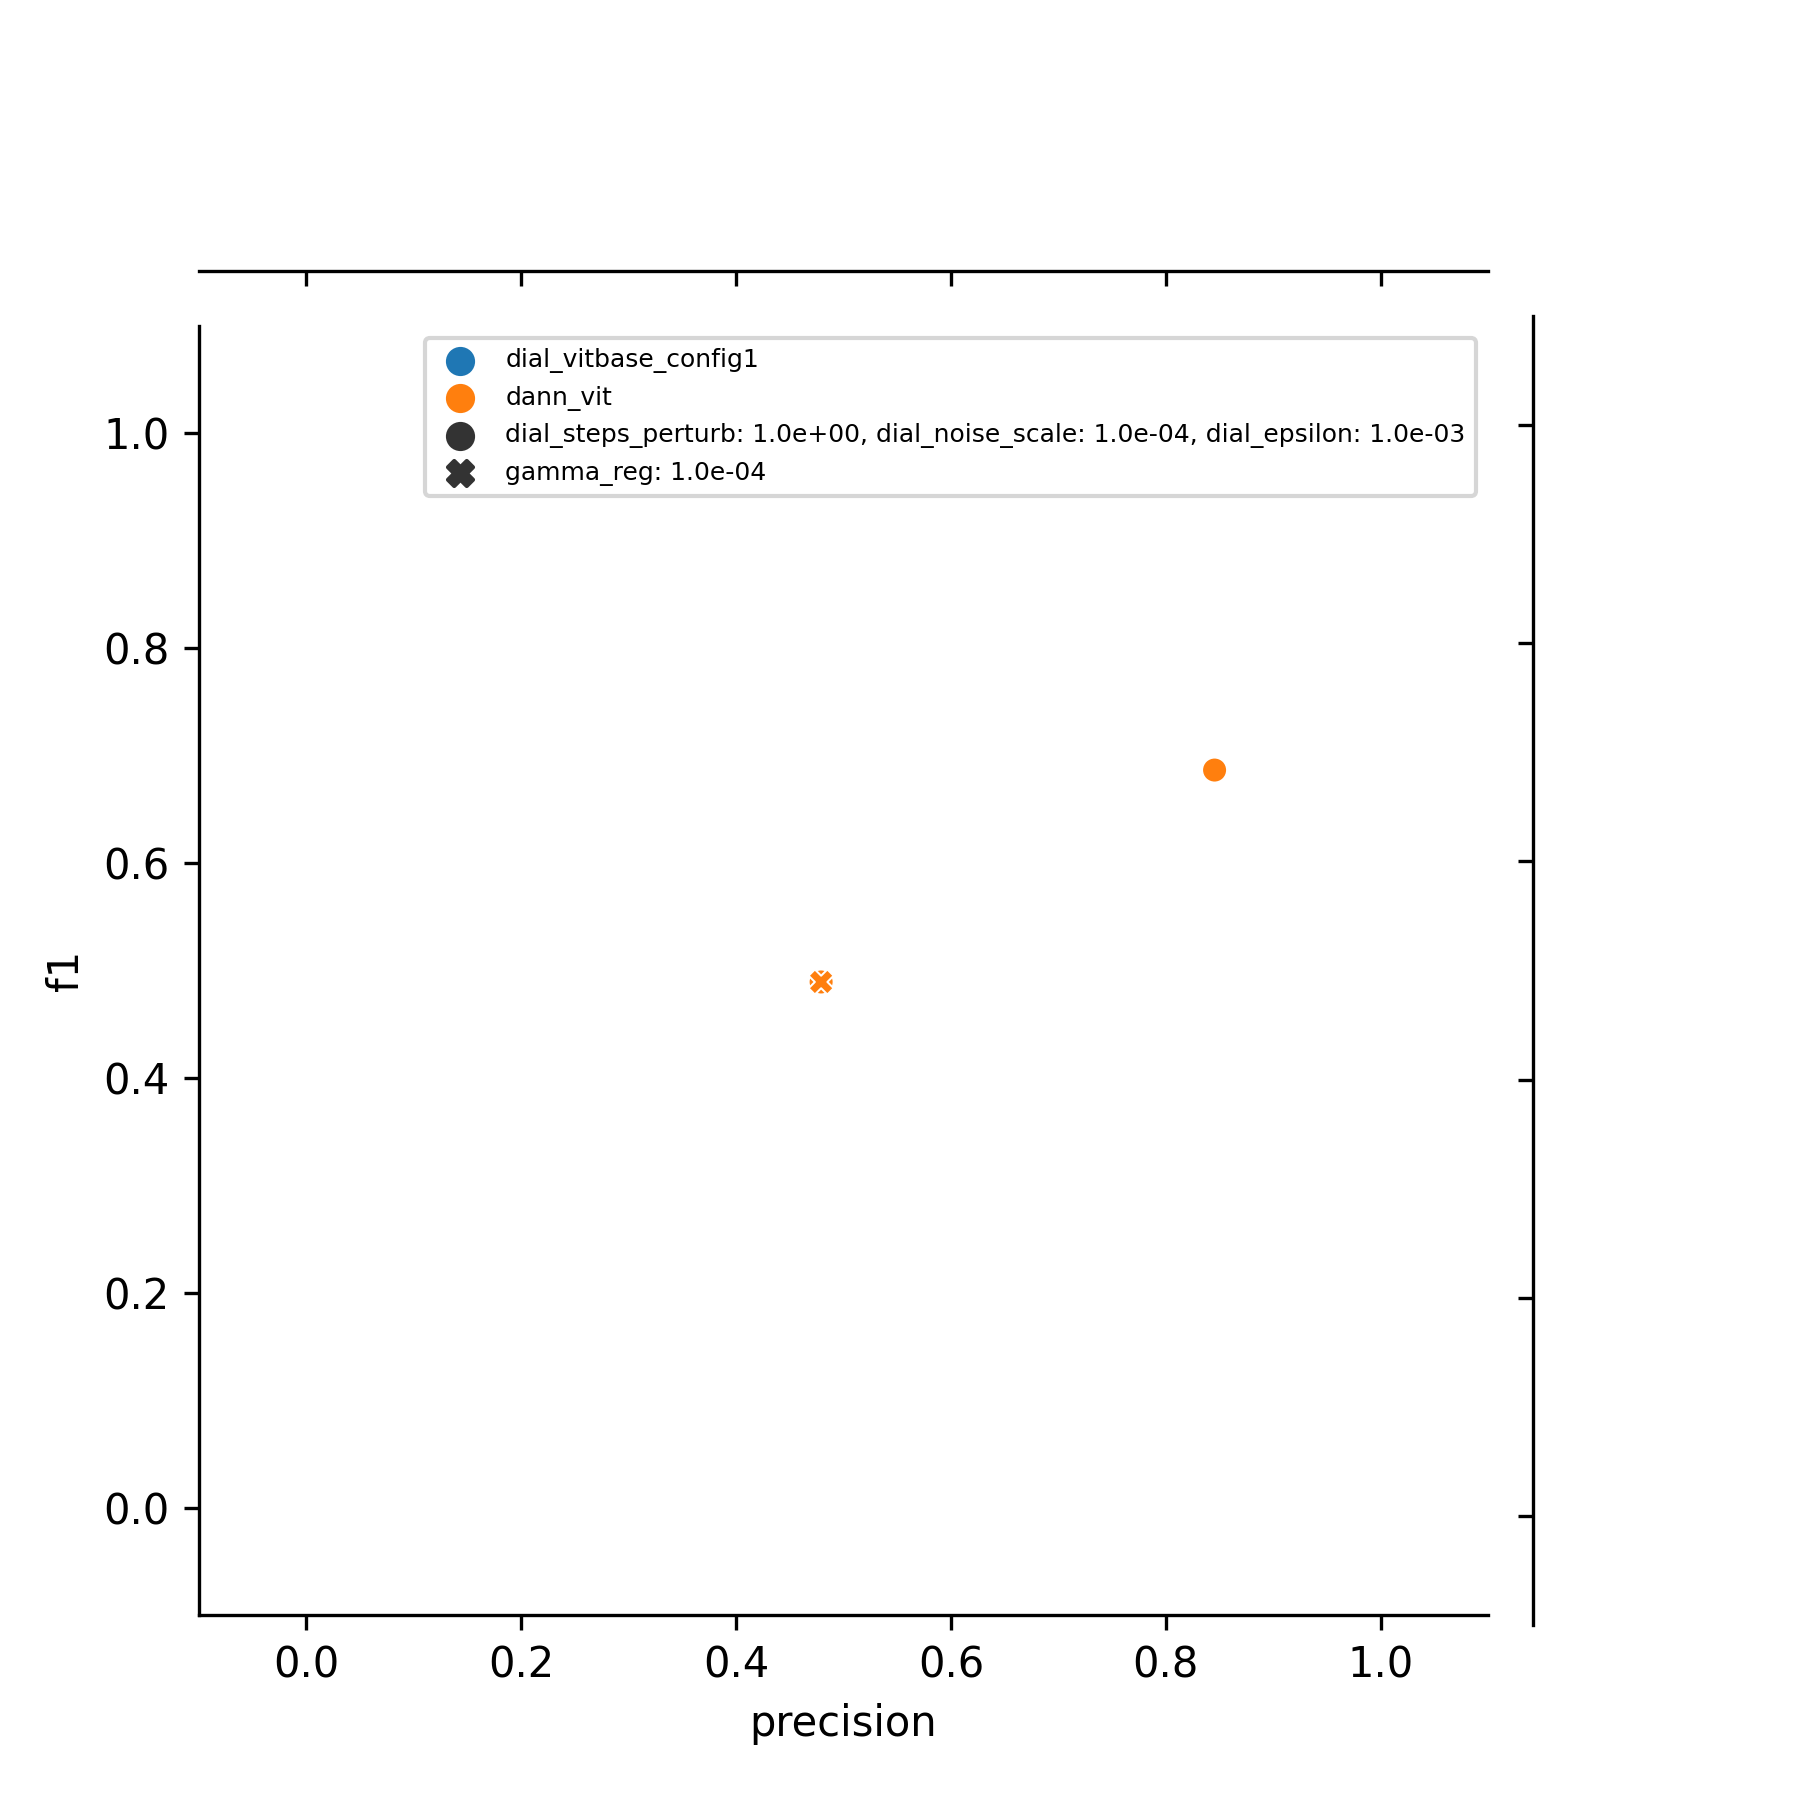 dial_vitbase_config1
dann_vit
dial_steps_perturb: 1.0e+00, dial_noise_scale: 1.0e-04, dial_epsilon: 1.0e-03
gamma_reg: 1.0e-04
1.0
0.8
0.6
f1
0.4
0.2
0.0
0.0 0.2 0.4 0.6 0.8 1.0
precision